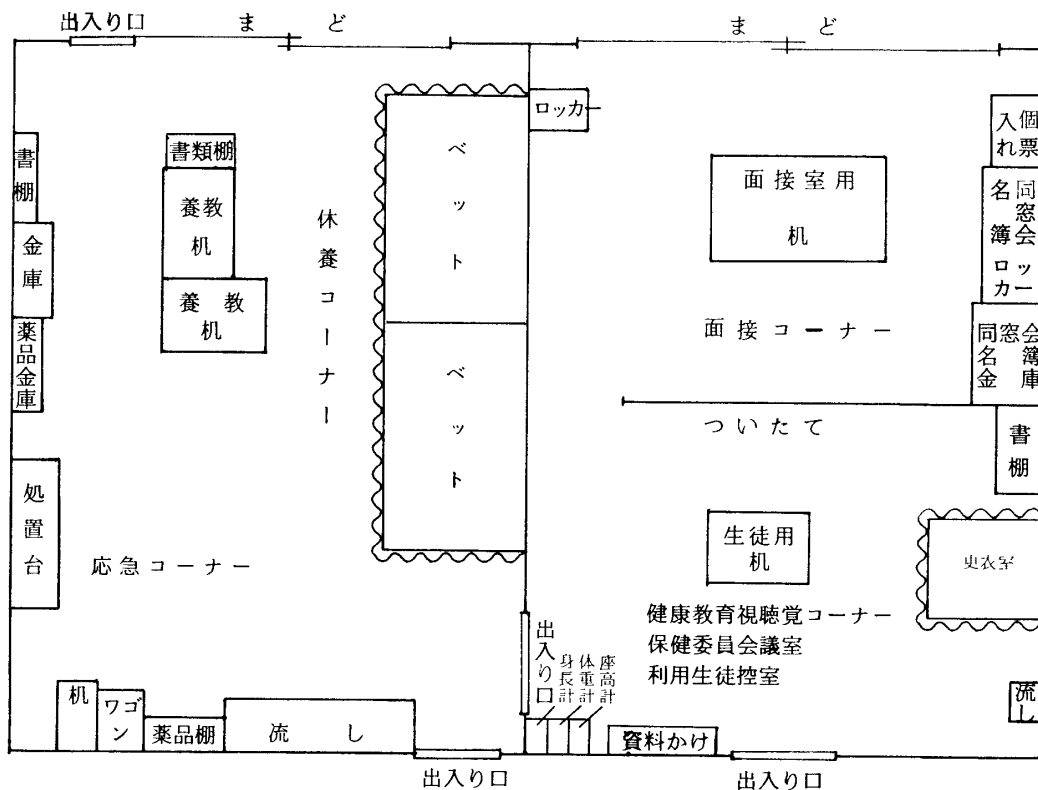 出入り口
まど
まど
ロッカー
個票
入れ
書類棚
書棚
養教
机
面接室用
机
同窓会
名簿
ロッ
カー
休養コーナー
ベット
金庫
養教
机
薬品金庫
面接コーナー
同窓会
名簿
金庫
ベット
ついたて
書棚
処置台
生徒用
机
更衣室
応急コーナー
健康教育視聴覚コーナー
保健委員会議室
利用生徒控室
出入り口
身長計
体重計
座高計
机
ワゴ
ン
薬品棚
流し
資料かけ
流し
出入り口
出入り口